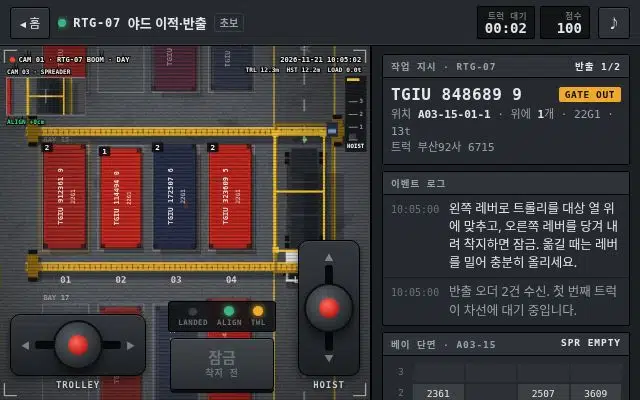 ◂ 홈
RTG-07 야드 이적·반출
초보
트럭 대기
00:02
점수
100
♪
CAM 01 · RTG-07 BOOM · DAY
2026-11-21 10:05:02
CAM 03 · SPREADER
TRL 12.3m HST 12.2m LOAD 0.0t
ALIGN +0cm
3
2
1
HOIST
2
1
2
2
TGIU 912361 9
22G1
TGIU 114494 0
22G1
TGIU 172507 6
22G1
TGIU 323609 5
22G1
01
02
03
04
BAY 17
LANDED
ALIGN
TWL
잠금
착지 전
TROLLEY
HOIST
작업 지시 · RTG-07
반출 1/2
TGIU 848689 9
GATE OUT
위치 A03-15-01-1 · 위에 1개 · 22G1 ·
13t
트럭 부산92사 6715
이벤트 로그
10:05:00 왼쪽 레버로 트롤리를 대상 열 위
에 맞추고, 오른쪽 레버를 당겨 내
려 착지하면 잠금. 옮길 때는 레버
를 밀어 충분히 올리세요.
10:05:00 반출 오더 2건 수신. 첫 번째 트럭
이 차선에 대기 중입니다.
베이 단면 · A03-15
SPR EMPTY
3
2
2361
2507
3609